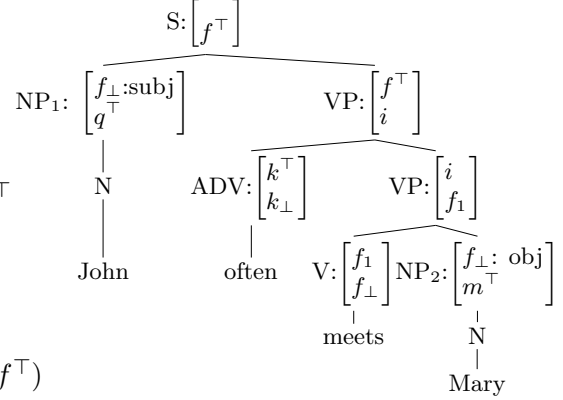 S: [ f⊤ ]
NP₁: [ f⊥:subj q⊤ ] VP: [ f⊤ i ]
⊤ N ADV: [ k⊤ k⊥ ] VP: [ i f₁ ]
John often V: [ f₁ f⊥ ] NP₂: [ f⊥: obj m⊤ ]
meets N
f⊤)
Mary